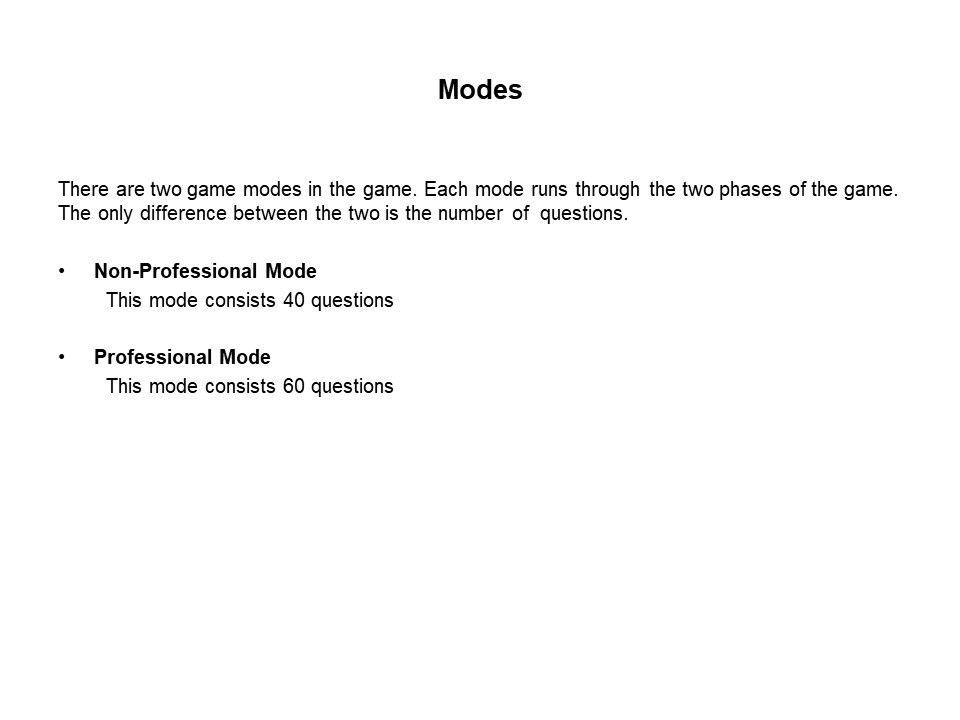 Modes
There are two game modes in the game. Each mode runs through the two phases of the game.
The only difference between the two is the number of questions.
• Non-Professional Mode
This mode consists 40 questions
• Professional Mode
This mode consists 60 questions